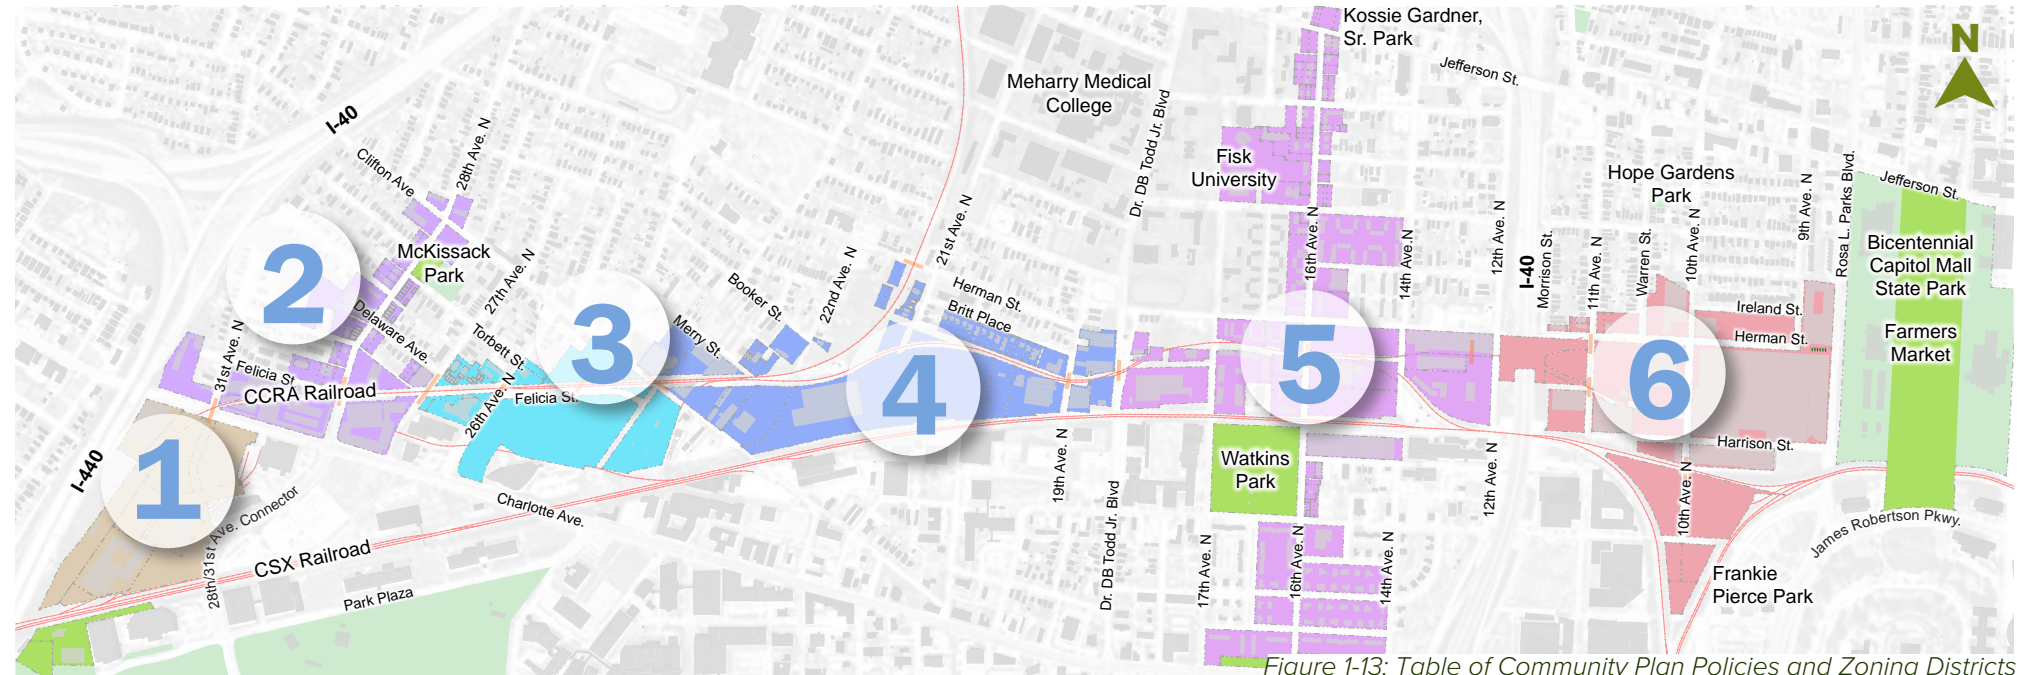 Kossie Gardner,
Sr. Park
N
Jefferson St.
Meharry Medical
College
I-40
Dr. DB Todd Jr. Blvd
28th Ave. N
Clifton Ave
Fisk
University
Hope Gardens
Park
Jefferson St.
Rosa L. Parks Blvd.
9th Ave. N
10th Ave. N
Warren St.
11th Ave. N
Morrison St.
I-40
12th Ave. N
14th Ave.N
16th Ave. N
21st Ave. N
22nd Ave. N
27th Ave. N
McKissack
Park
Bicentennial
Capitol Mall
State Park
Farmers
Market
2
3
4
5
6
1
Booker St.
Herman St.
Britt Place
Merry St.
Torbett St.
Delaware Ave.
Ireland St.
Herman St.
31st Ave. N
Felicia St.
CCRA Railroad
Felicia St.
26th Ave. N
Harrison St.
I-440
Watkins
Park
19th Ave. N
12th Ave. N
10th Ave. N
Charlotte Ave.
28th/31st Ave. Connector
CSX Railroad
Park Plaza
Dr. DB Todd Jr. Blvd
17th Ave. N
16th Ave. N
14th Ave. N
James Robertson Pkwy.
Frankie
Pierce Park
Figure 1-13: Table of Community Plan Policies and Zoning Districts